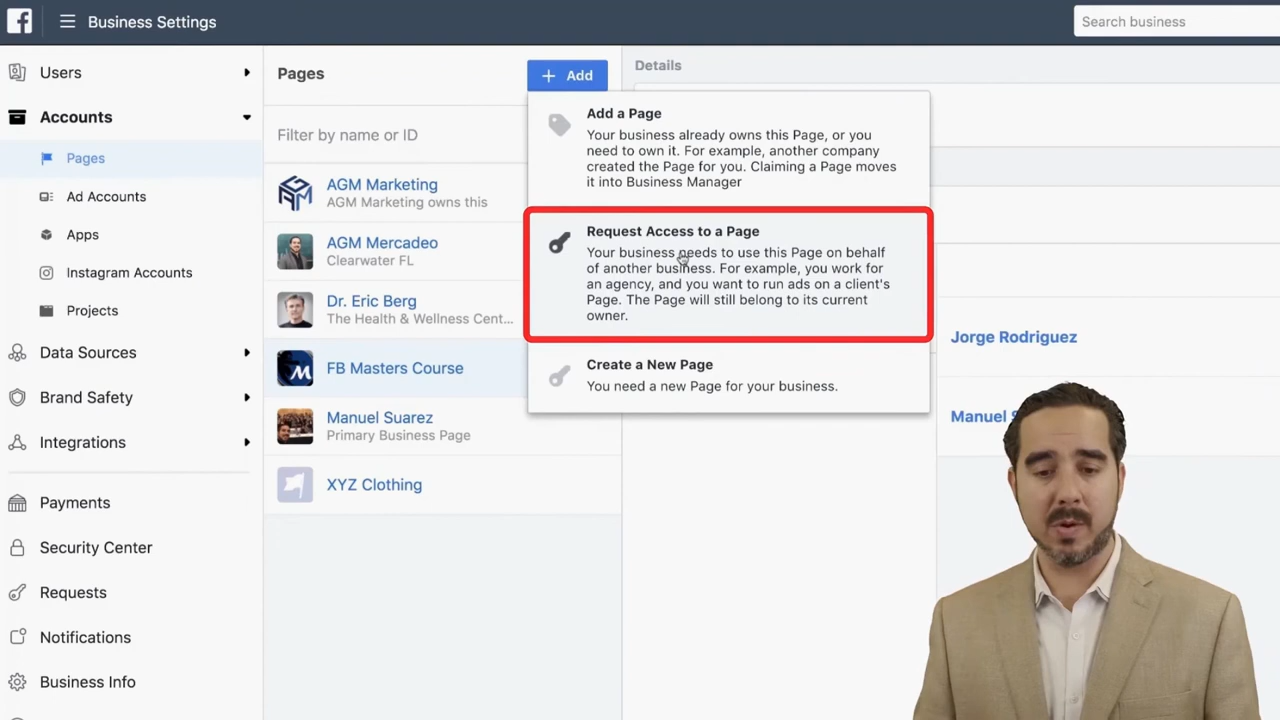 Business Settings
Search business
Users
Accounts
Pages
Ad Accounts
Apps
Instagram Accounts
Projects
Data Sources
Brand Safety
Integrations
Payments
Security Center
Requests
Notifications
Business Info
Pages
+ Add
Filter by name or ID
AGM Marketing
AGM Marketing owns this
AGM Mercadeo
Clearwater FL
Dr. Eric Berg
The Health & Wellness Cent...
FB Masters Course
Manuel Suarez
Primary Business Page
XYZ Clothing
Details
Add a Page
Your business already owns this Page, or you
need to own it. For example, another company
created the Page for you. Claiming a Page moves
it into Business Manager
Request Access to a Page
Your business needs to use this Page on behalf
of another business. For example, you work for
an agency, and you want to run ads on a client's
Page. The Page will still belong to its current
owner.
Create a New Page
You need a new Page for your business.
Jorge Rodriguez
Manuel